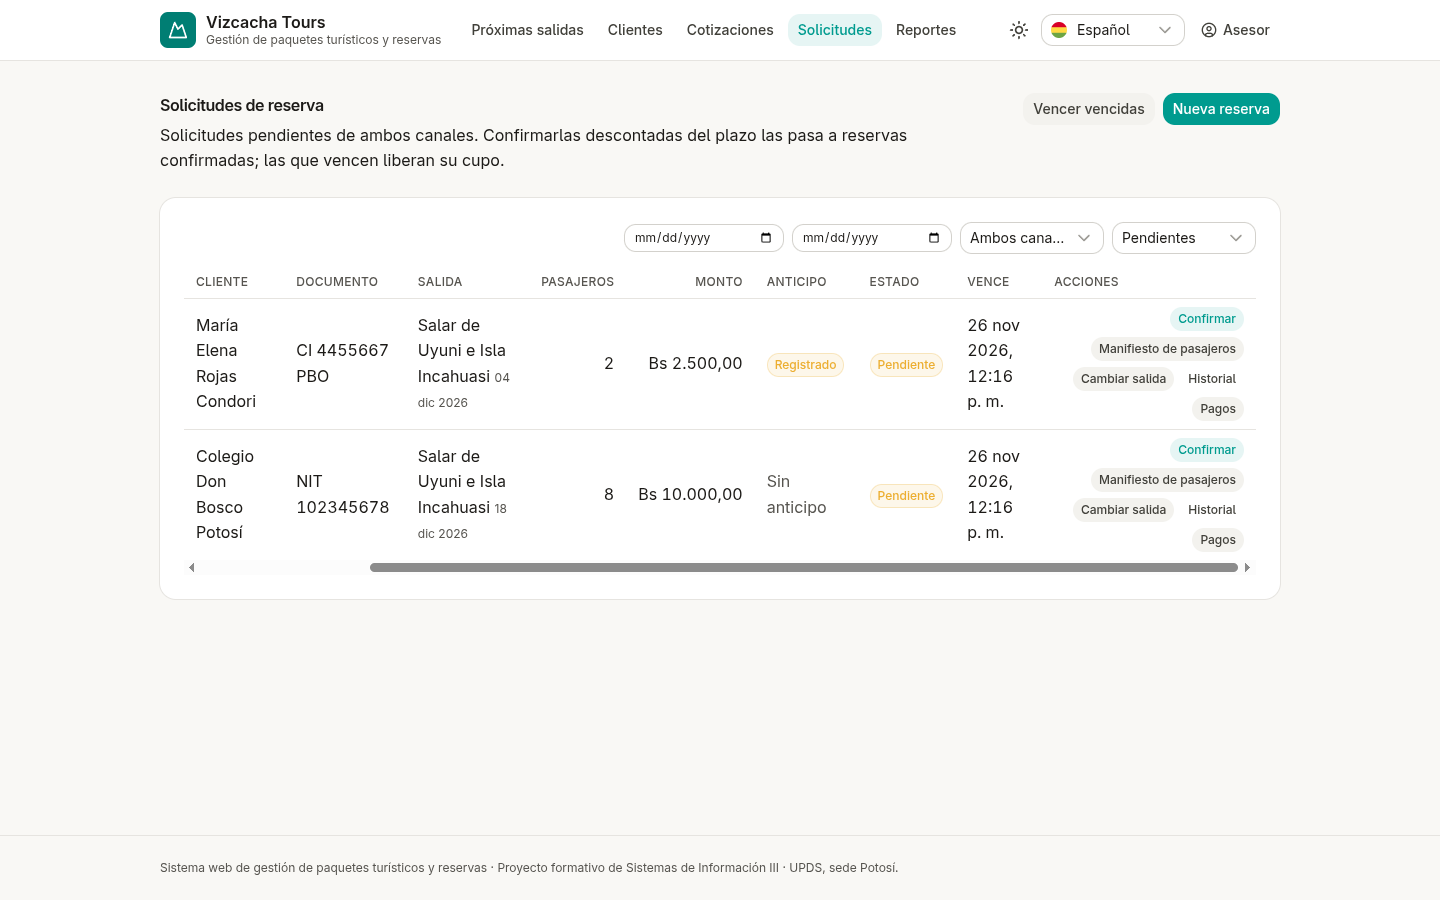 Vizcacha Tours
Gestión de paquetes turísticos y reservas
Próximas salidas
Clientes
Cotizaciones
Solicitudes
Reportes
Español
Asesor
Solicitudes de reserva
Solicitudes pendientes de ambos canales. Confirmarlas descontadas del plazo las pasa a reservas
confirmadas; las que vencen liberan su cupo.
Vencer vencidas
Nueva reserva
mm/dd/yyyy
mm/dd/yyyy
Ambos cana...
Pendientes
CLIENTE
DOCUMENTO
SALIDA
PASAJEROS
MONTO
ANTICIPO
ESTADO
VENCE
ACCIONES
María
Elena
Rojas
Condori
CI 4455667
PBO
Salar de
Uyuni e Isla
Incahuasi 04
dic 2026
2
Bs 2.500,00
Registrado
Pendiente
26 nov
2026,
12:16
p. m.
Confirmar
Manifiesto de pasajeros
Cambiar salida
Historial
Pagos
Colegio
Don
Bosco
Potosí
NIT
102345678
Salar de
Uyuni e Isla
Incahuasi 18
dic 2026
8
Bs 10.000,00
Sin
anticipo
Pendiente
26 nov
2026,
12:16
p. m.
Confirmar
Manifiesto de pasajeros
Cambiar salida
Historial
Pagos
Sistema web de gestión de paquetes turísticos y reservas · Proyecto formativo de Sistemas de Información III · UPDS, sede Potosí.